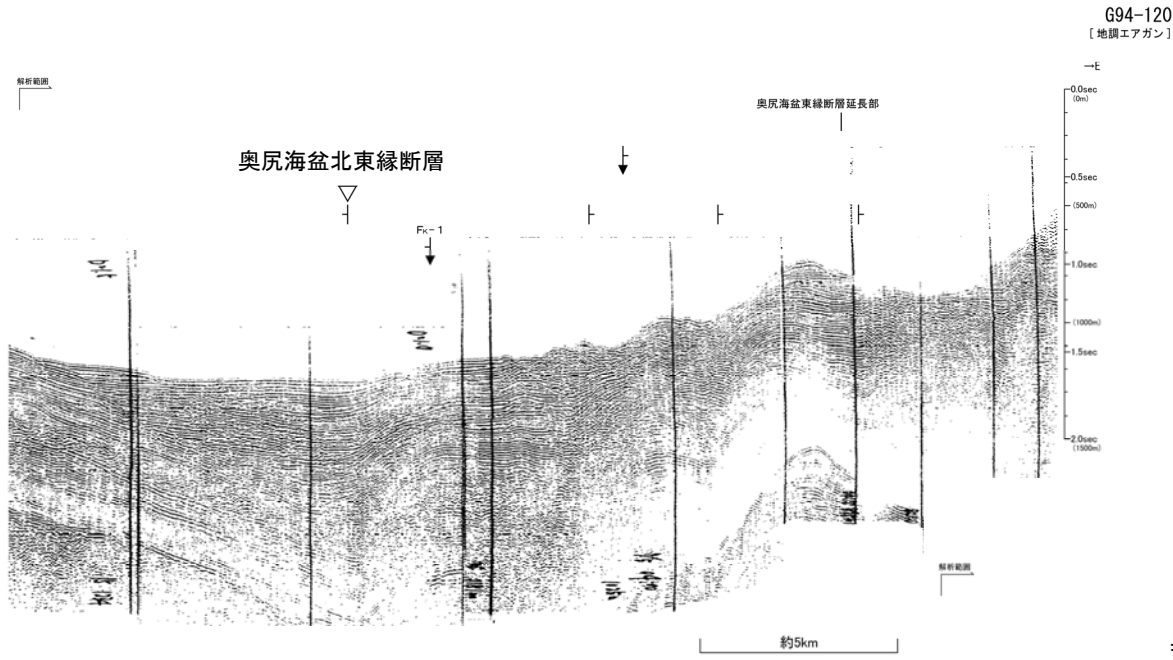 G94-120
[ 地調エアガン ]
→E
解析範囲
0.0sec
(0m)
奥尻海盆東縁断層延長部
奥尻海盆北東縁断層
0.5sec
(500m)
FK-1
1.0sec
(1000m)
1.5sec
2.0sec
(1500m)
解析範囲
約5km